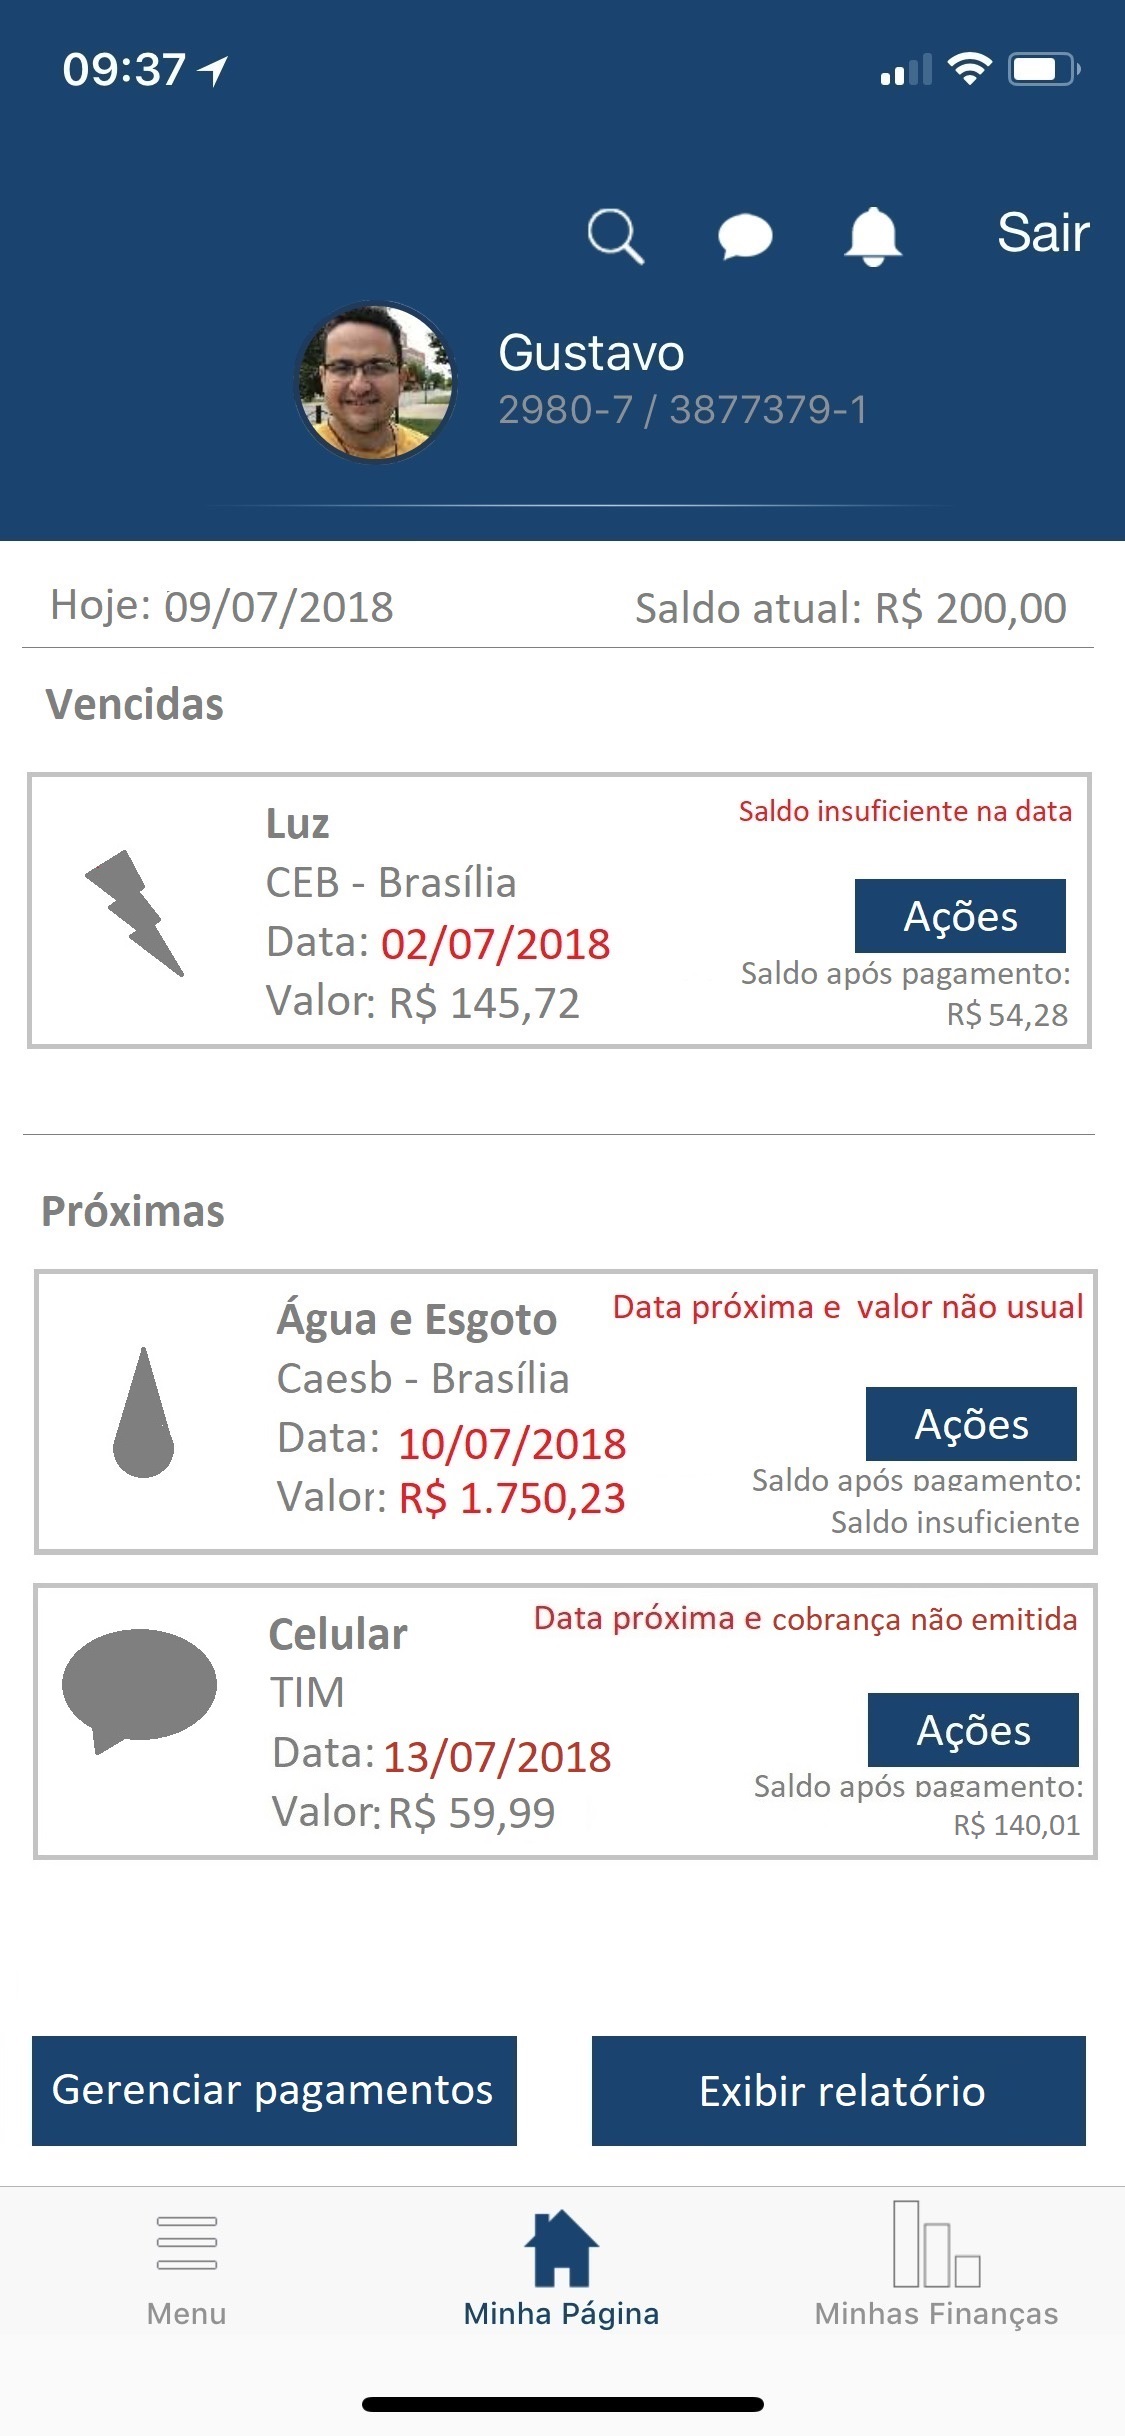 09:37
Sair
Gustavo
2980-7 / 3877379-1
Hoje: 09/07/2018
Saldo atual: R$ 200,00
Vencidas
Luz
Saldo insuficiente na data
CEB - Brasília
Ações
Data: 02/07/2018
Saldo após pagamento:
Valor: R$ 145,72
R$ 54,28
Próximas
Água e Esgoto
Data próxima e valor não usual
Caesb - Brasília
Ações
Data: 10/07/2018
Saldo após pagamento:
Valor: R$ 1.750,23
Saldo insuficiente
Celular
Data próxima e cobrança não emitida
TIM
Ações
Data: 13/07/2018
Saldo após pagamento:
Valor: R$ 59,99
R$ 140,01
Gerenciar pagamentos
Exibir relatório
Menu
Minha Página
Minhas Finanças